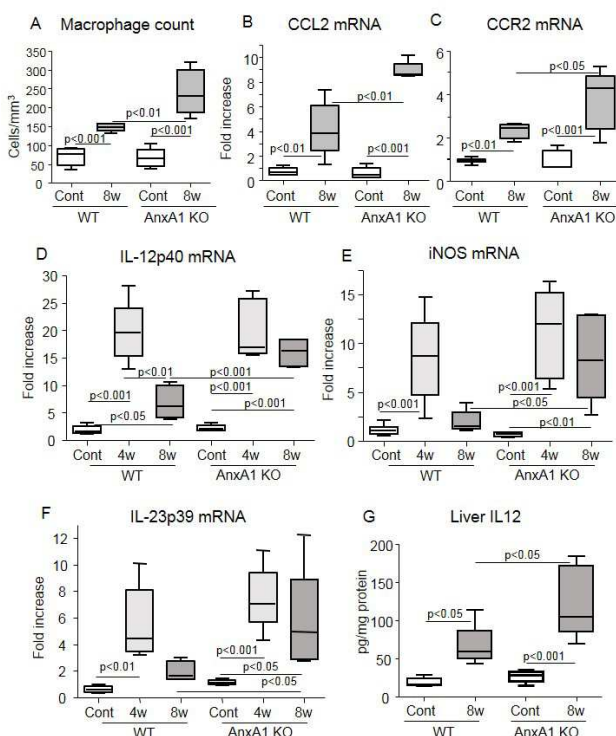 A Macrophage count
Cells/mm³
350
300
250
200
150
100
50
0
p<0.01
p<0.001
p<0.001
Cont 8w Cont 8w
WT AnxA1 KO
B CCL2 mRNA
Fold increase
10
8
6
4
2
0
p<0.01
p<0.01
p<0.001
Cont 8w Cont 8w
WT AnxA1 KO
C CCR2 mRNA
6
4
2
0
p<0.05
p<0.01
p<0.001
Cont 8w Cont 8w
WT AnxA1 KO
D IL-12p40 mRNA
Fold increase
30
25
20
15
10
5
0
p<0.01
p<0.001
p<0.001
p<0.001
p<0.001
p<0.05
Cont 4w 8w Cont 4w 8w
WT AnxA1 KO
E iNOS mRNA
Fold increase
15
10
5
0
p<0.001
p<0.001
p<0.05
p<0.01
Cont 4w 8w Cont 4w 8w
WT AnxA1 KO
F IL-23p39 mRNA
Fold increase
12
10
8
6
4
2
0
p<0.01
p<0.001
p<0.05
p<0.05
Cont 4w 8w Cont 4w 8w
WT AnxA1 KO
G Liver IL12
pg/mg protein
200
150
100
50
0
p<0.05
p<0.05
p<0.001
Cont 8w Cont 8w
WT AnxA1 KO